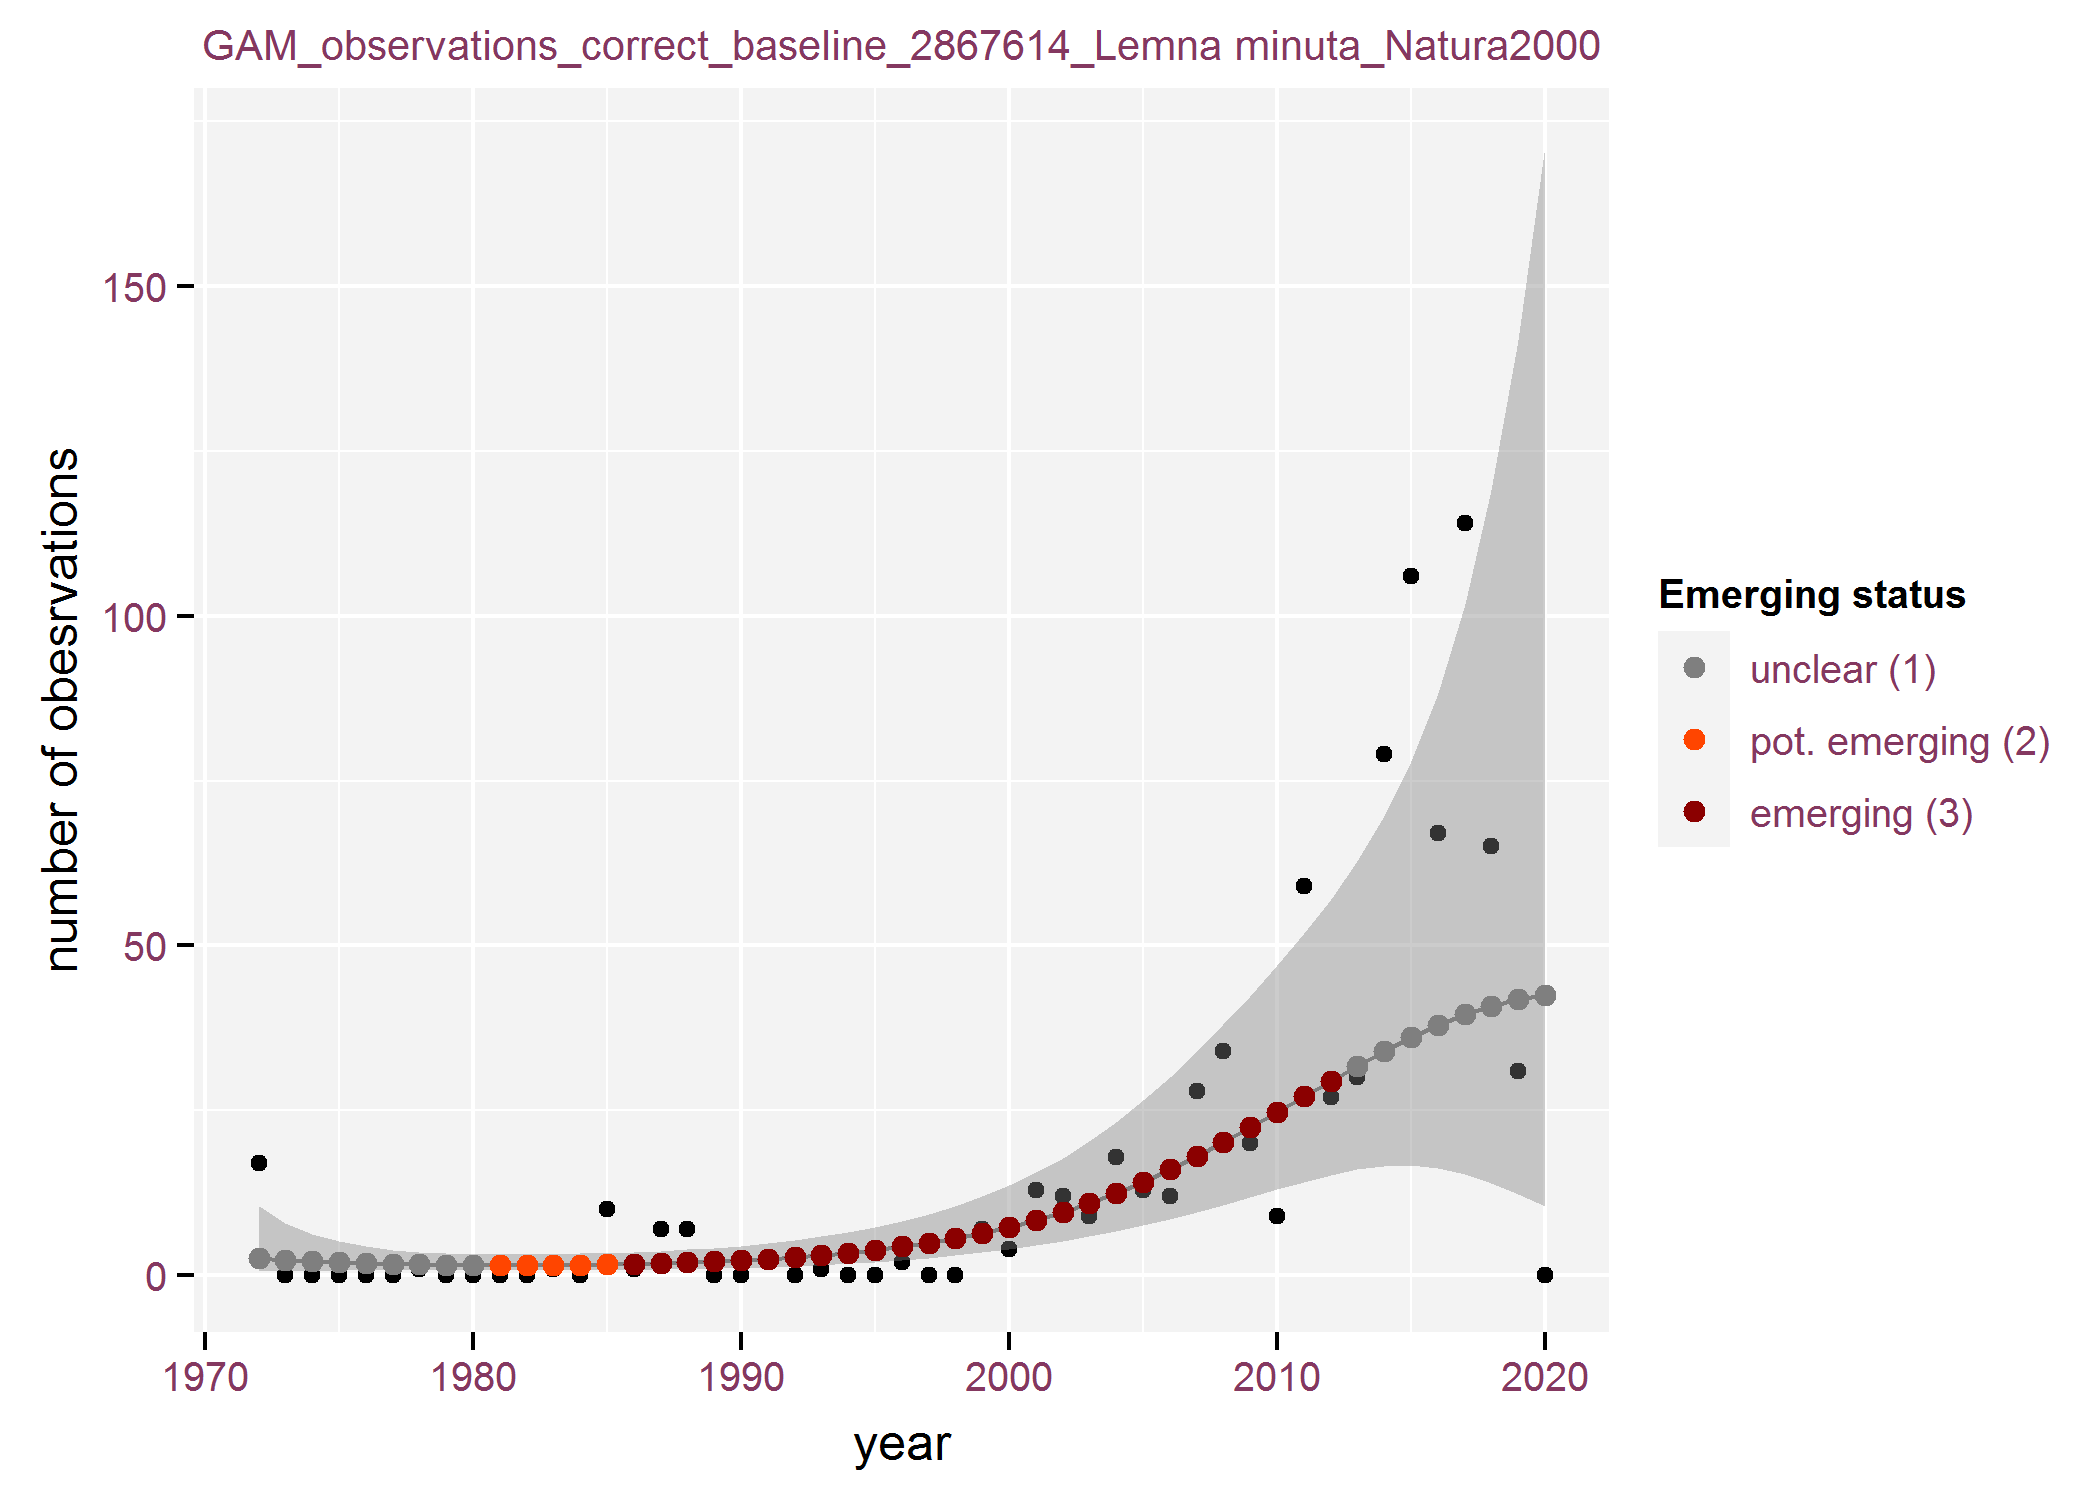 GAM_observations_correct_baseline_2867614_Lemna minuta_Natura2000
number of obesrvations
150
100
50
0
1970 1980 1990 2000 2010 2020
year
Emerging status
unclear (1)
pot. emerging (2)
emerging (3)